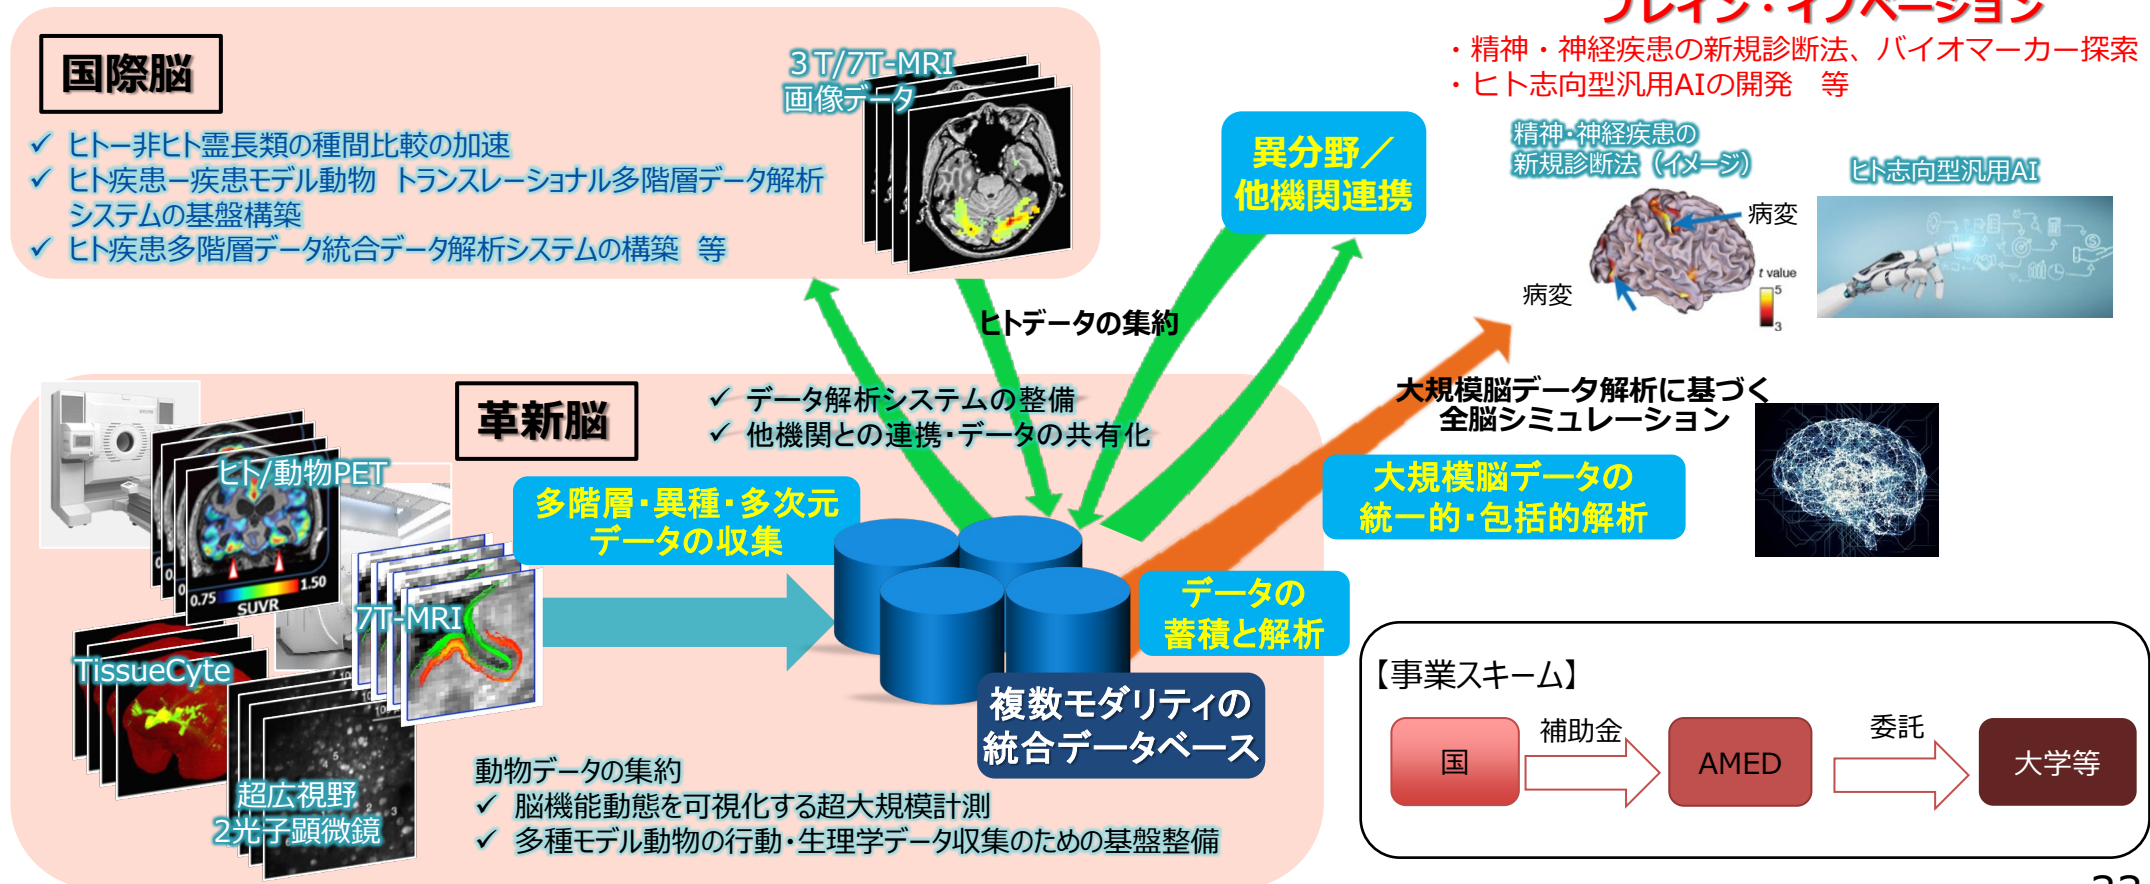 ブレイン・イノベーション
・精神・神経疾患の新規診断法、バイオマーカー探索
・ヒト志向型汎用AIの開発　等
国際脳
✓ ヒトー非ヒト霊長類の種間比較の加速
✓ ヒト疾患ー疾患モデル動物　トランスレーショナル多階層データ解析
システムの基盤構築
✓ ヒト疾患多階層データ統合データ解析システムの構築　等
3T/7T-MRI
画像データ
異分野／
他機関連携
精神・神経疾患の
新規診断法（イメージ）
病変
病変
t value
5
3
ヒト志向型汎用AI
ヒトデータの集約
革新脳
✓ データ解析システムの整備
✓ 他機関との連携・データの共有化
大規模脳データ解析に基づく
全脳シミュレーション
大規模脳データの
統一的・包括的解析
ヒト/動物PET
0.75
1.50
SUVR
7T-MRI
TissueCyte
超広視野
2光子顕微鏡
多階層・異種・多次元
データの収集
データの
蓄積と解析
複数モダリティの
統合データベース
動物データの集約
✓ 脳機能動態を可視化する超大規模計測
✓ 多種モデル動物の行動・生理学データ収集のための基盤整備
【事業スキーム】
国
補助金
AMED
委託
大学等